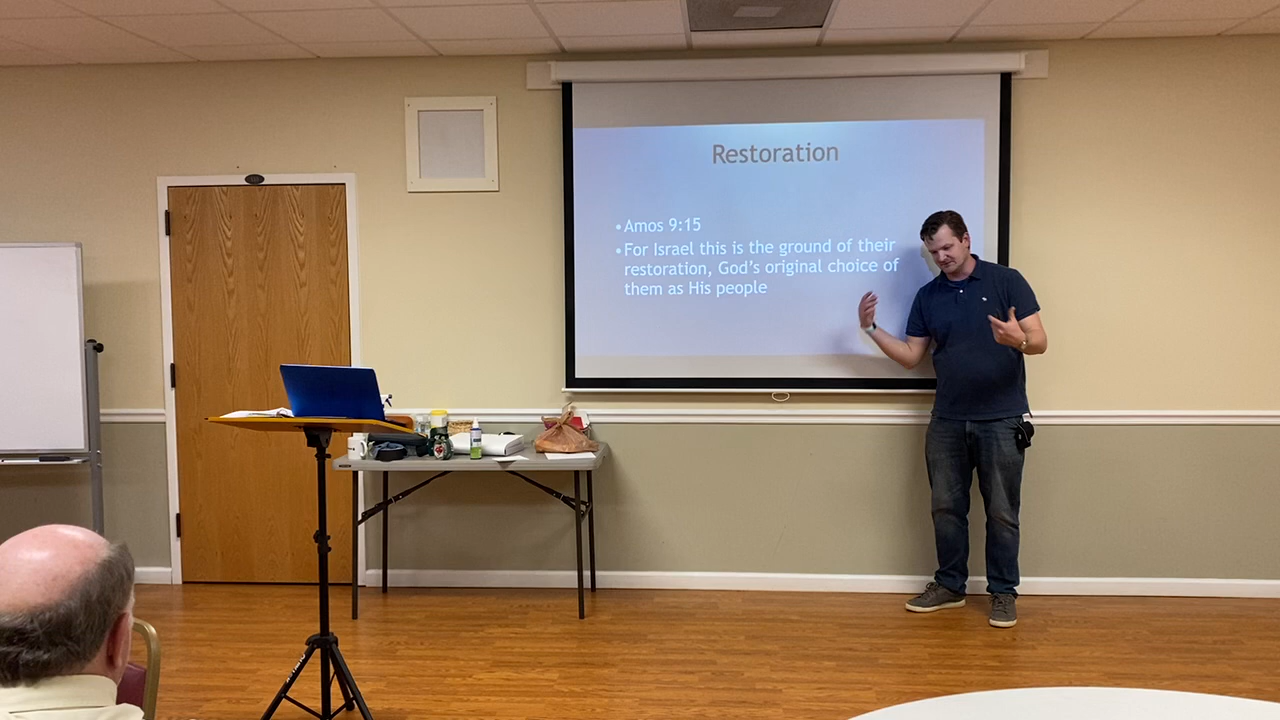 Restoration
•Amos 9:15
•For Israel this is the ground of their
restoration, God's original choice of
them as His people